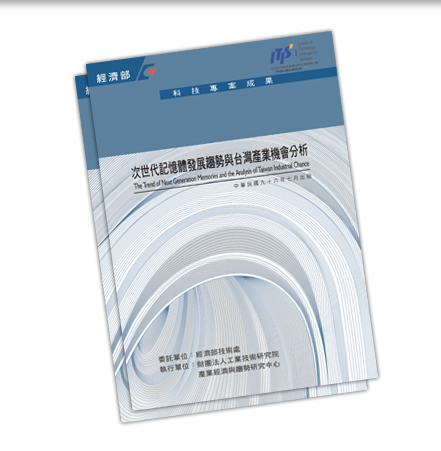 經濟部
ITIS
科技專案成果
次世代記憶體發展趨勢與台灣產業機會分析
The Trend of Next Generation Memories and the Analysis of Taiwan Industrial Chance
中華民國九十六年七月出版
委託單位：經濟部技術處
執行單位：財團法人工業技術研究院
產業經濟與趨勢研究中心